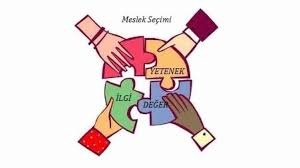 Meslek Seçimi
YETENEK
İLGİ
DEĞER